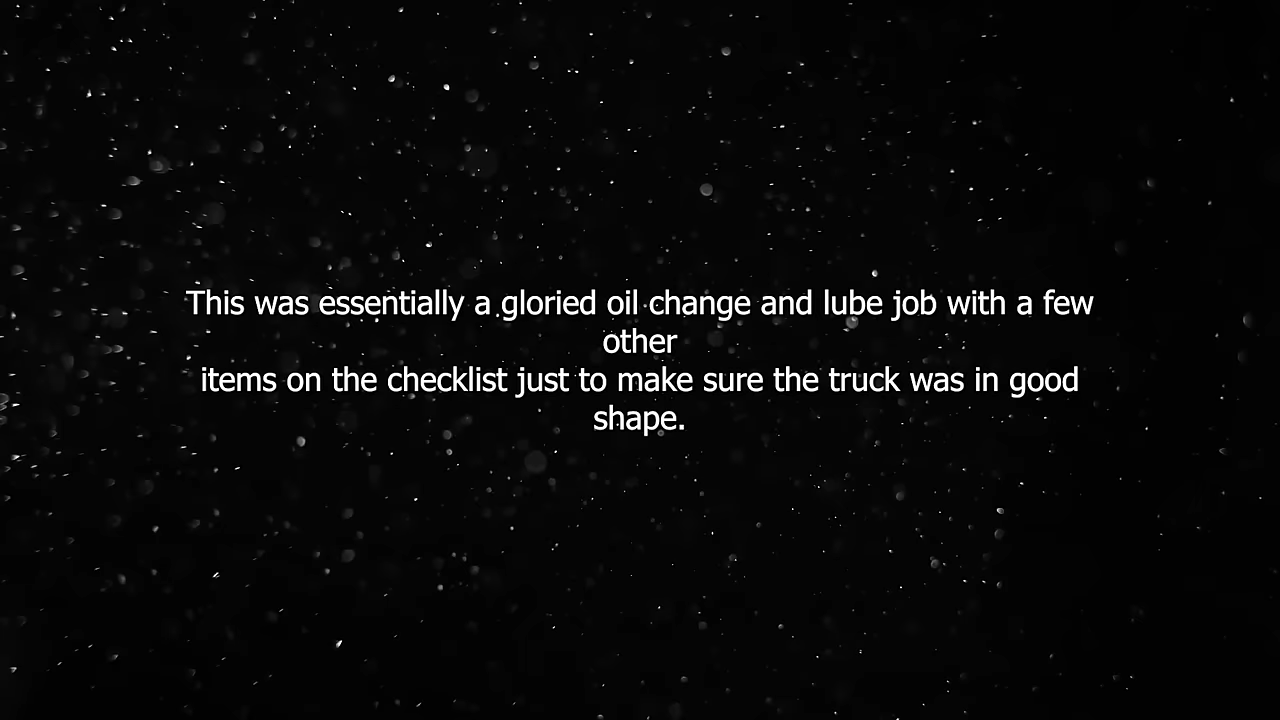 This was essentially a gloried oil change and lube job with a few
other
items on the checklist just to make sure the truck was in good
shape.